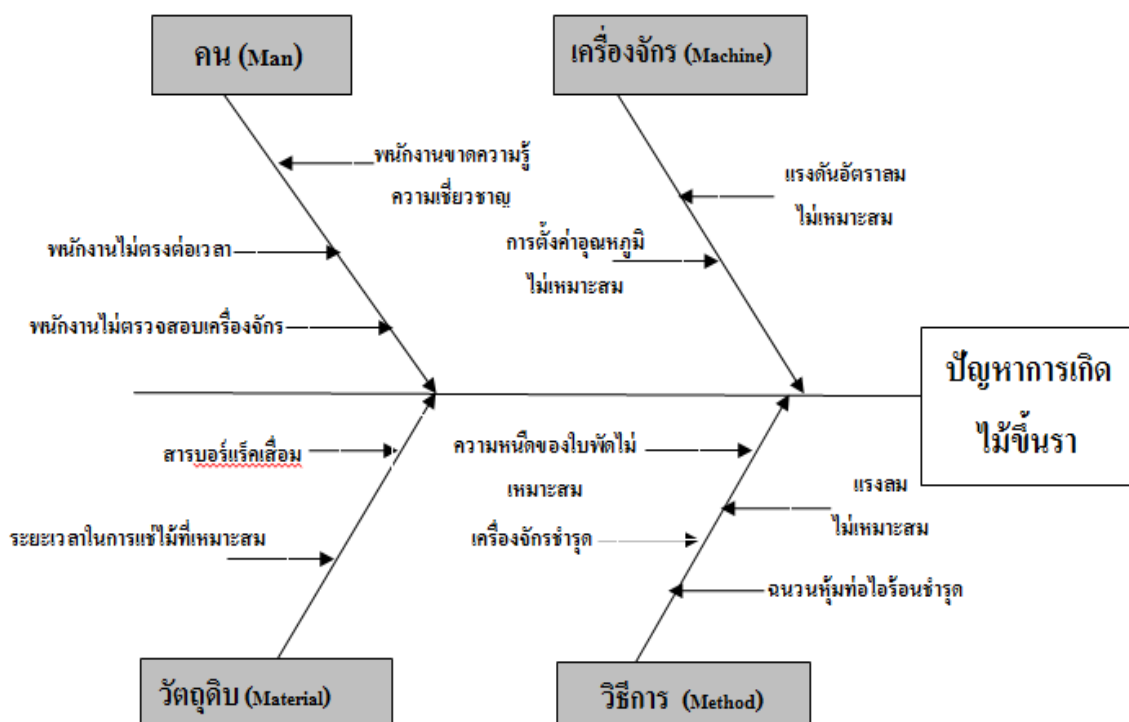 คน (Man)
เครื่องจักร (Machine)
พนักงานขาดความรู้
ความเชี่ยวชาญ
พนักงานไม่ตรงต่อเวลา
พนักงานไม่ตรวจสอบเครื่องจักร
แรงดันอัตราลม
ไม่เหมาะสม
การตั้งค่าอุณหภูมิ
ไม่เหมาะสม
ปัญหาการเกิด
ไม้ขึ้นรา
สารบอร์แร็คเสื่อม
ระยะเวลาในการแช่ไม้ที่เหมาะสม
ความหนืดของใบพัดไม่
เหมาะสม
แรงลม
ไม่เหมาะสม
เครื่องจักรชำรุด
ฉนวนหุ้มท่อไอร้อนชำรุด
วัตถุดิบ (Material)
วิธีการ (Method)